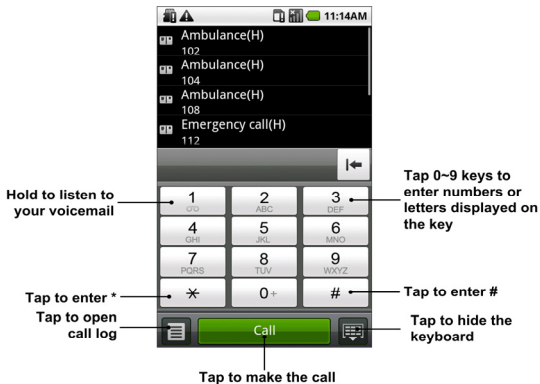 11:14AM
Ambulance(H)
102
Ambulance(H)
104
Ambulance(H)
108
Emergency call(H)
112
Hold to listen to
your voicemail
Tap 0~9 keys to
enter numbers or
letters displayed on
the key
1
2 ABC
3 DEF
4 GHI
5 JKL
6 MNO
7 PQRS
8 TUV
9 WXYZ
* 0+ #
Tap to enter *
Tap to enter #
Tap to open
call log
Call
Tap to hide the
keyboard
Tap to make the call